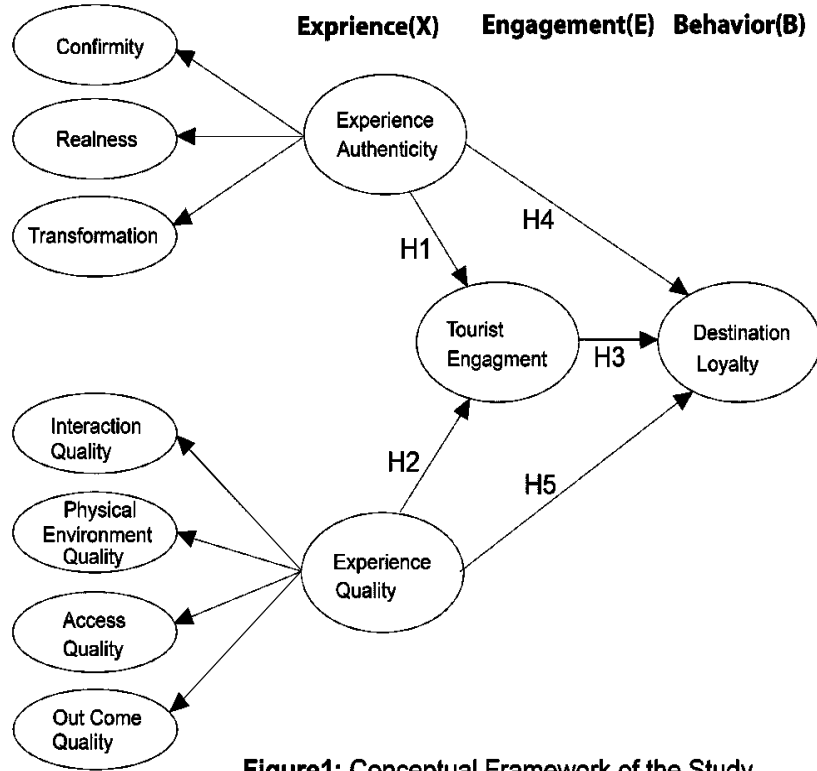 Exprience(X) Engagement(E) Behavior(B)
Confirmity
Realness
Transformation
Experience
Authenticity
H4
H1
Tourist
Engagment
H3
Destination
Loyalty
Interaction
Quality
Physical
Environment
Quality
Access
Quality
Out Come
Quality
H2
H5
Experience
Quality
Figure1: Conceptual Framework of the Study